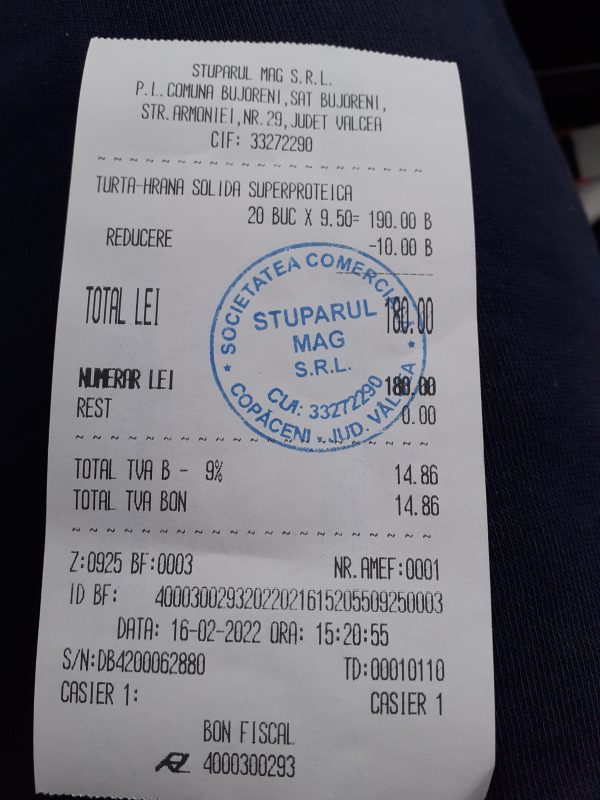 STUPARUL MAG S.R.L.
P.L.COMUNA BUJORENI,SAT BUJORENI,
STR.ARMONIEI,NR.29,JUDET VALCEA
CIF: 33272290
~ ~ ~ ~ ~ ~ ~ ~ ~ ~ ~ ~ ~ ~ ~ ~ ~ ~ ~ ~
TURTA-HRANA SOLIDA SUPERPROTEICA
20 BUC X 9.50= 190.00 B
REDUCERE -10.00 B
TOTAL LEI 180.00
NUMERAR LEI 180.00
REST 0.00
SOCIETATEA COMERCIALA
STUPARUL
MAG
S.R.L.
CUI: 33272290
COPĂCENI - JUD. VÂLCEA
~ ~ ~ ~ ~ ~ ~ ~ ~ ~ ~ ~ ~ ~ ~ ~ ~ ~ ~ ~
TOTAL TVA B - 9% 14.86
TOTAL TVA BON 14.86
~ ~ ~ ~ ~ ~ ~ ~ ~ ~ ~ ~ ~ ~ ~ ~ ~ ~ ~ ~
Z:0925 BF:0003 NR.AMEF:0001
ID BF: 40003002932022021615205509250003
DATA: 16-02-2022 ORA: 15:20:55
S/N:DB4200062880 TD:00010110
CASIER 1: CASIER 1
BON FISCAL
4000300293